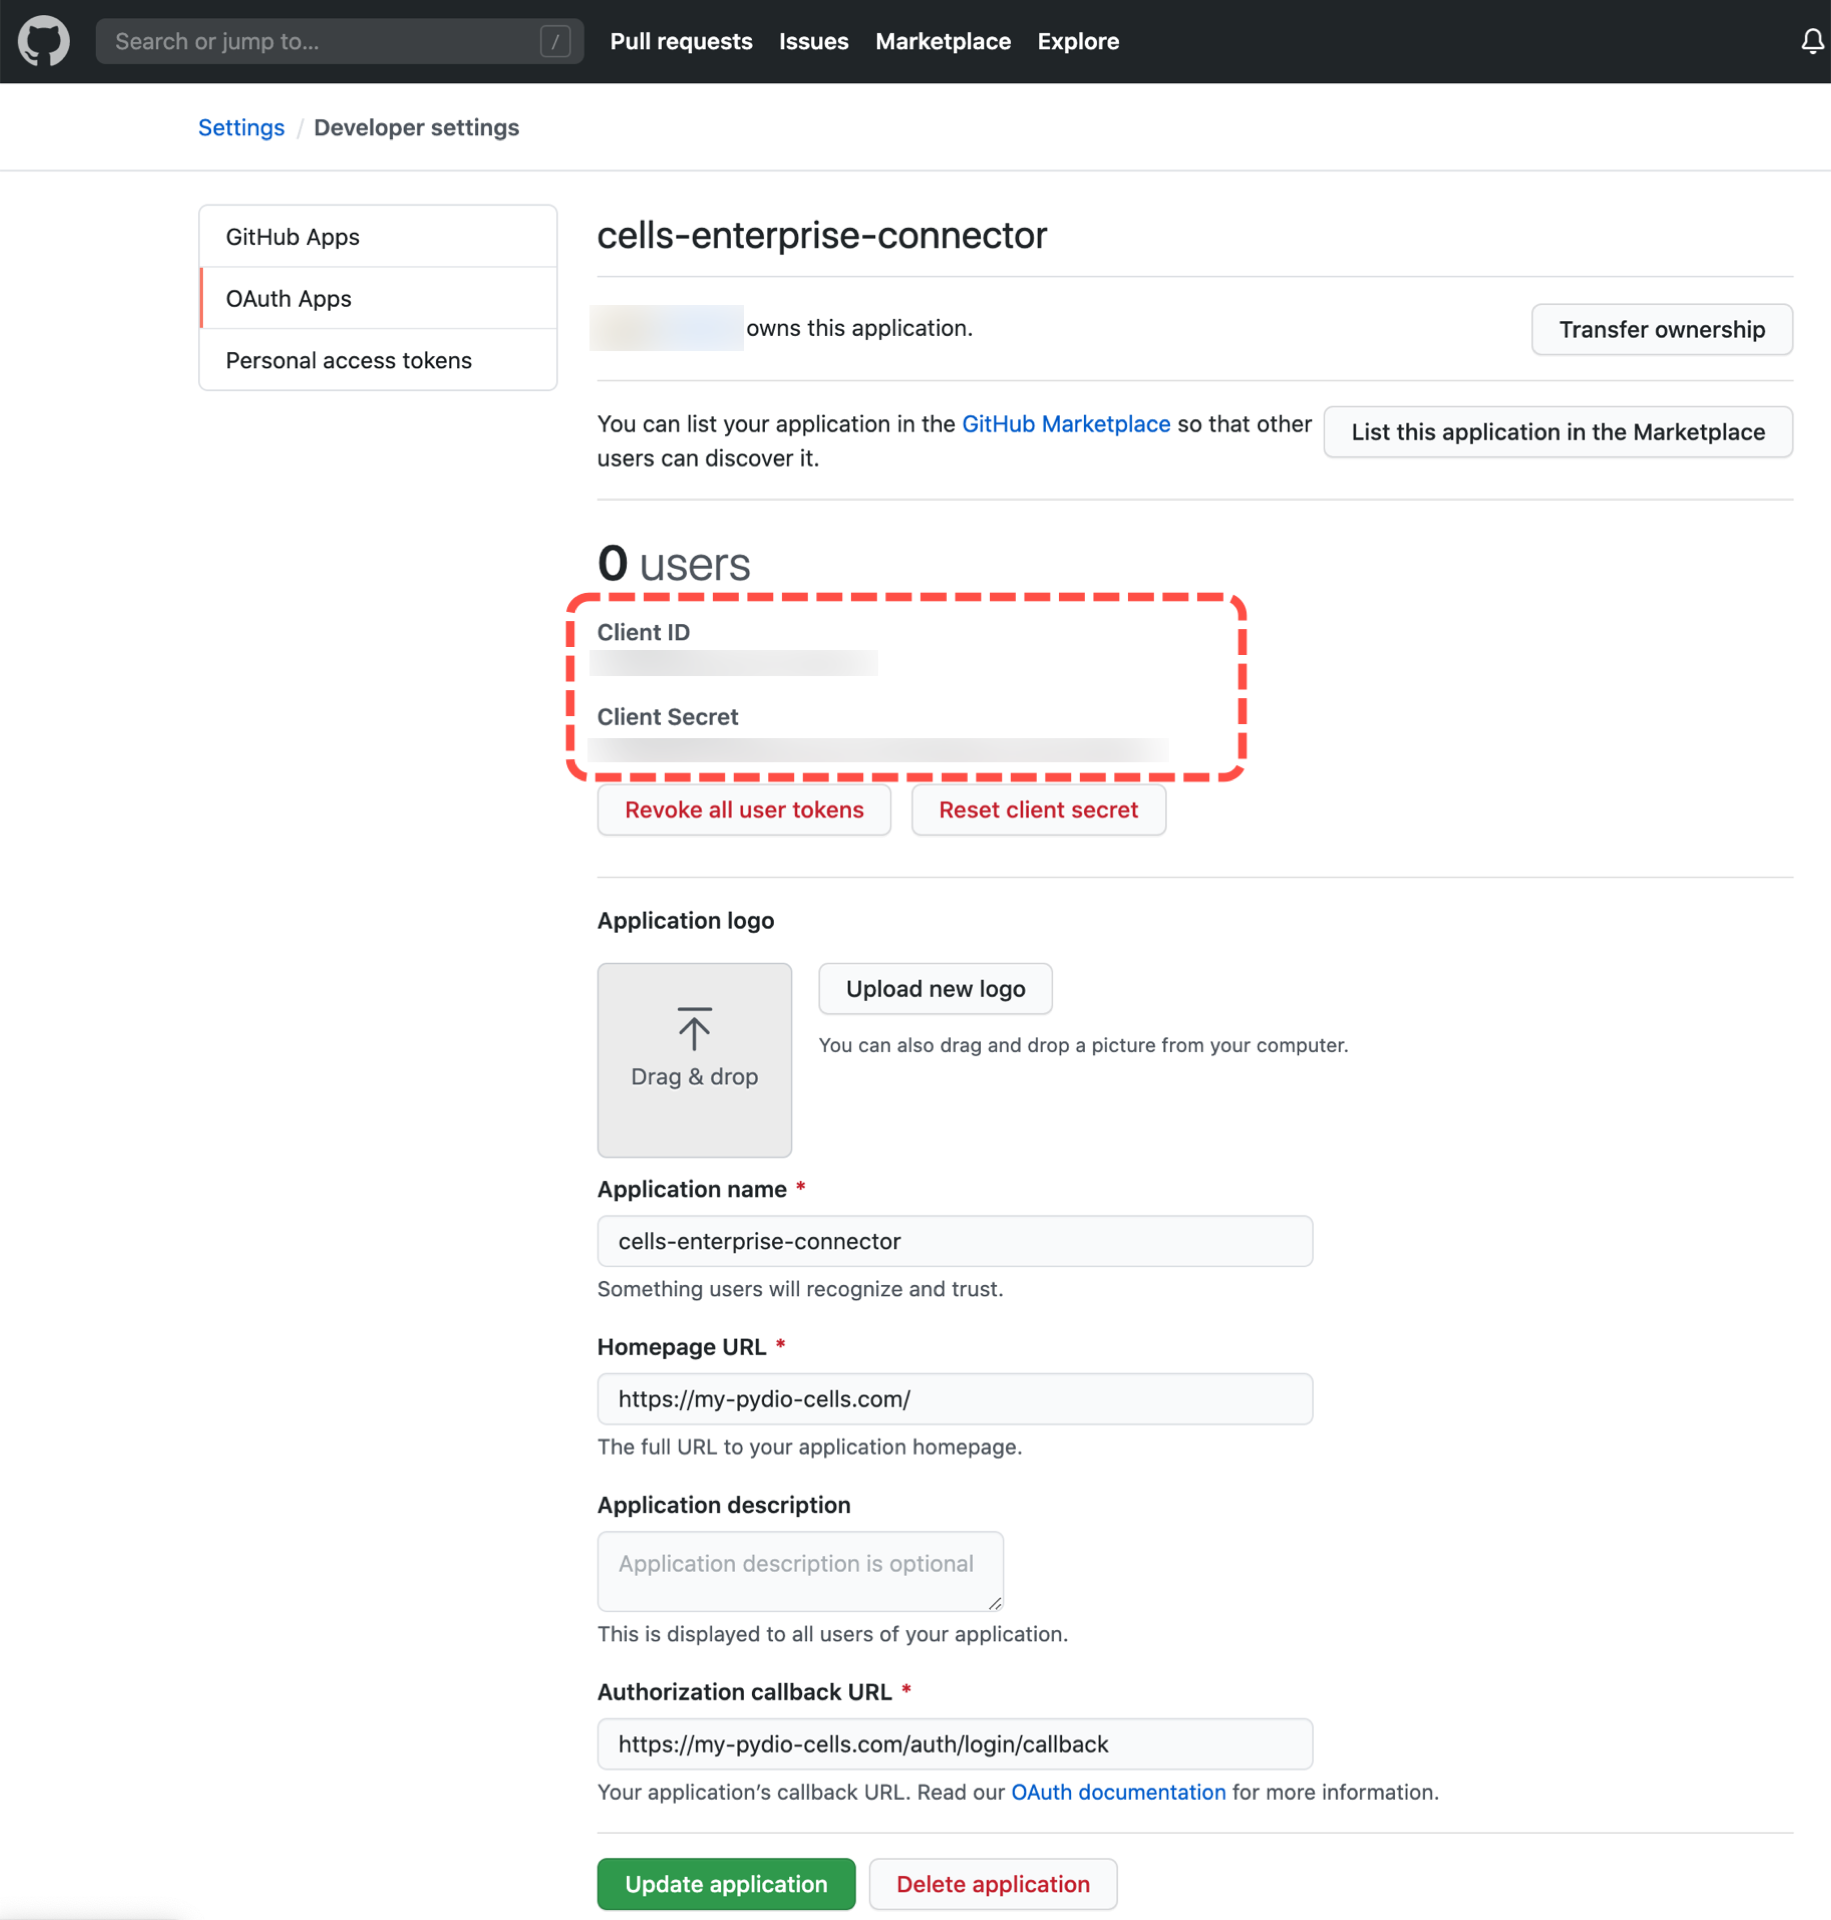 Search or jump to... /
Pull requests Issues Marketplace Explore
Settings / Developer settings
GitHub Apps
OAuth Apps
Personal access tokens
cells-enterprise-connector
owns this application.
Transfer ownership
You can list your application in the GitHub Marketplace so that other
users can discover it.
List this application in the Marketplace
0 users
Client ID
Client Secret
Revoke all user tokens
Reset client secret
Application logo
Drag & drop
Upload new logo
You can also drag and drop a picture from your computer.
Application name *
cells-enterprise-connector
Something users will recognize and trust.
Homepage URL *
https://my-pydio-cells.com/
The full URL to your application homepage.
Application description
Application description is optional
This is displayed to all users of your application.
Authorization callback URL *
https://my-pydio-cells.com/auth/login/callback
Your application’s callback URL. Read our OAuth documentation for more information.
Update application
Delete application